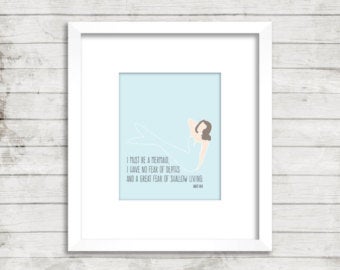 I MUST BE A MERMAID,
I HAVE NO FEAR OF DEPTHS
AND A GREAT FEAR OF SHALLOW LIVING.